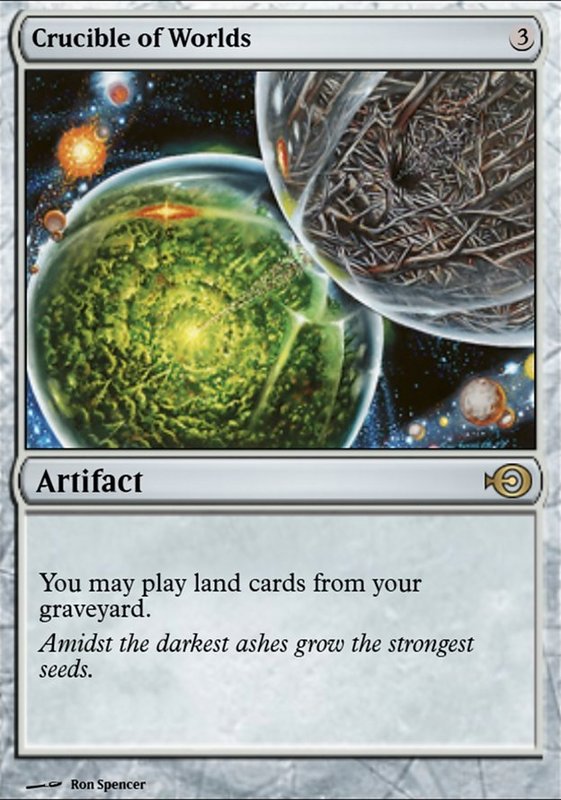 Crucible of Worlds 3
Artifact
You may play land cards from your
graveyard.
Amidst the darkest ashes grow the strongest
seeds.
Ron Spencer